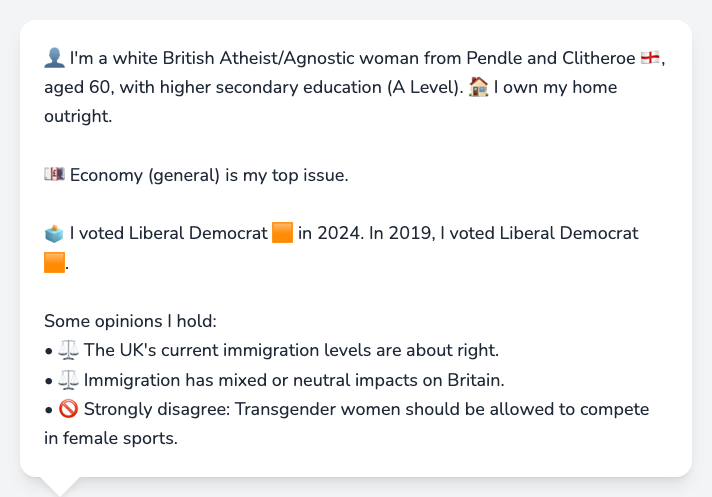 👤 I'm a white British Atheist/Agnostic woman from Pendle and Clitheroe 🏴󠁧󠁢󠁥󠁮󠁧󠁿,
aged 60, with higher secondary education (A Level). 🏠 I own my home
outright.
💷 Economy (general) is my top issue.
🗳️ I voted Liberal Democrat 🟧 in 2024. In 2019, I voted Liberal Democrat
🟧.
Some opinions I hold:
• ⚖️ The UK's current immigration levels are about right.
• ⚖️ Immigration has mixed or neutral impacts on Britain.
• 🚫 Strongly disagree: Transgender women should be allowed to compete
in female sports.